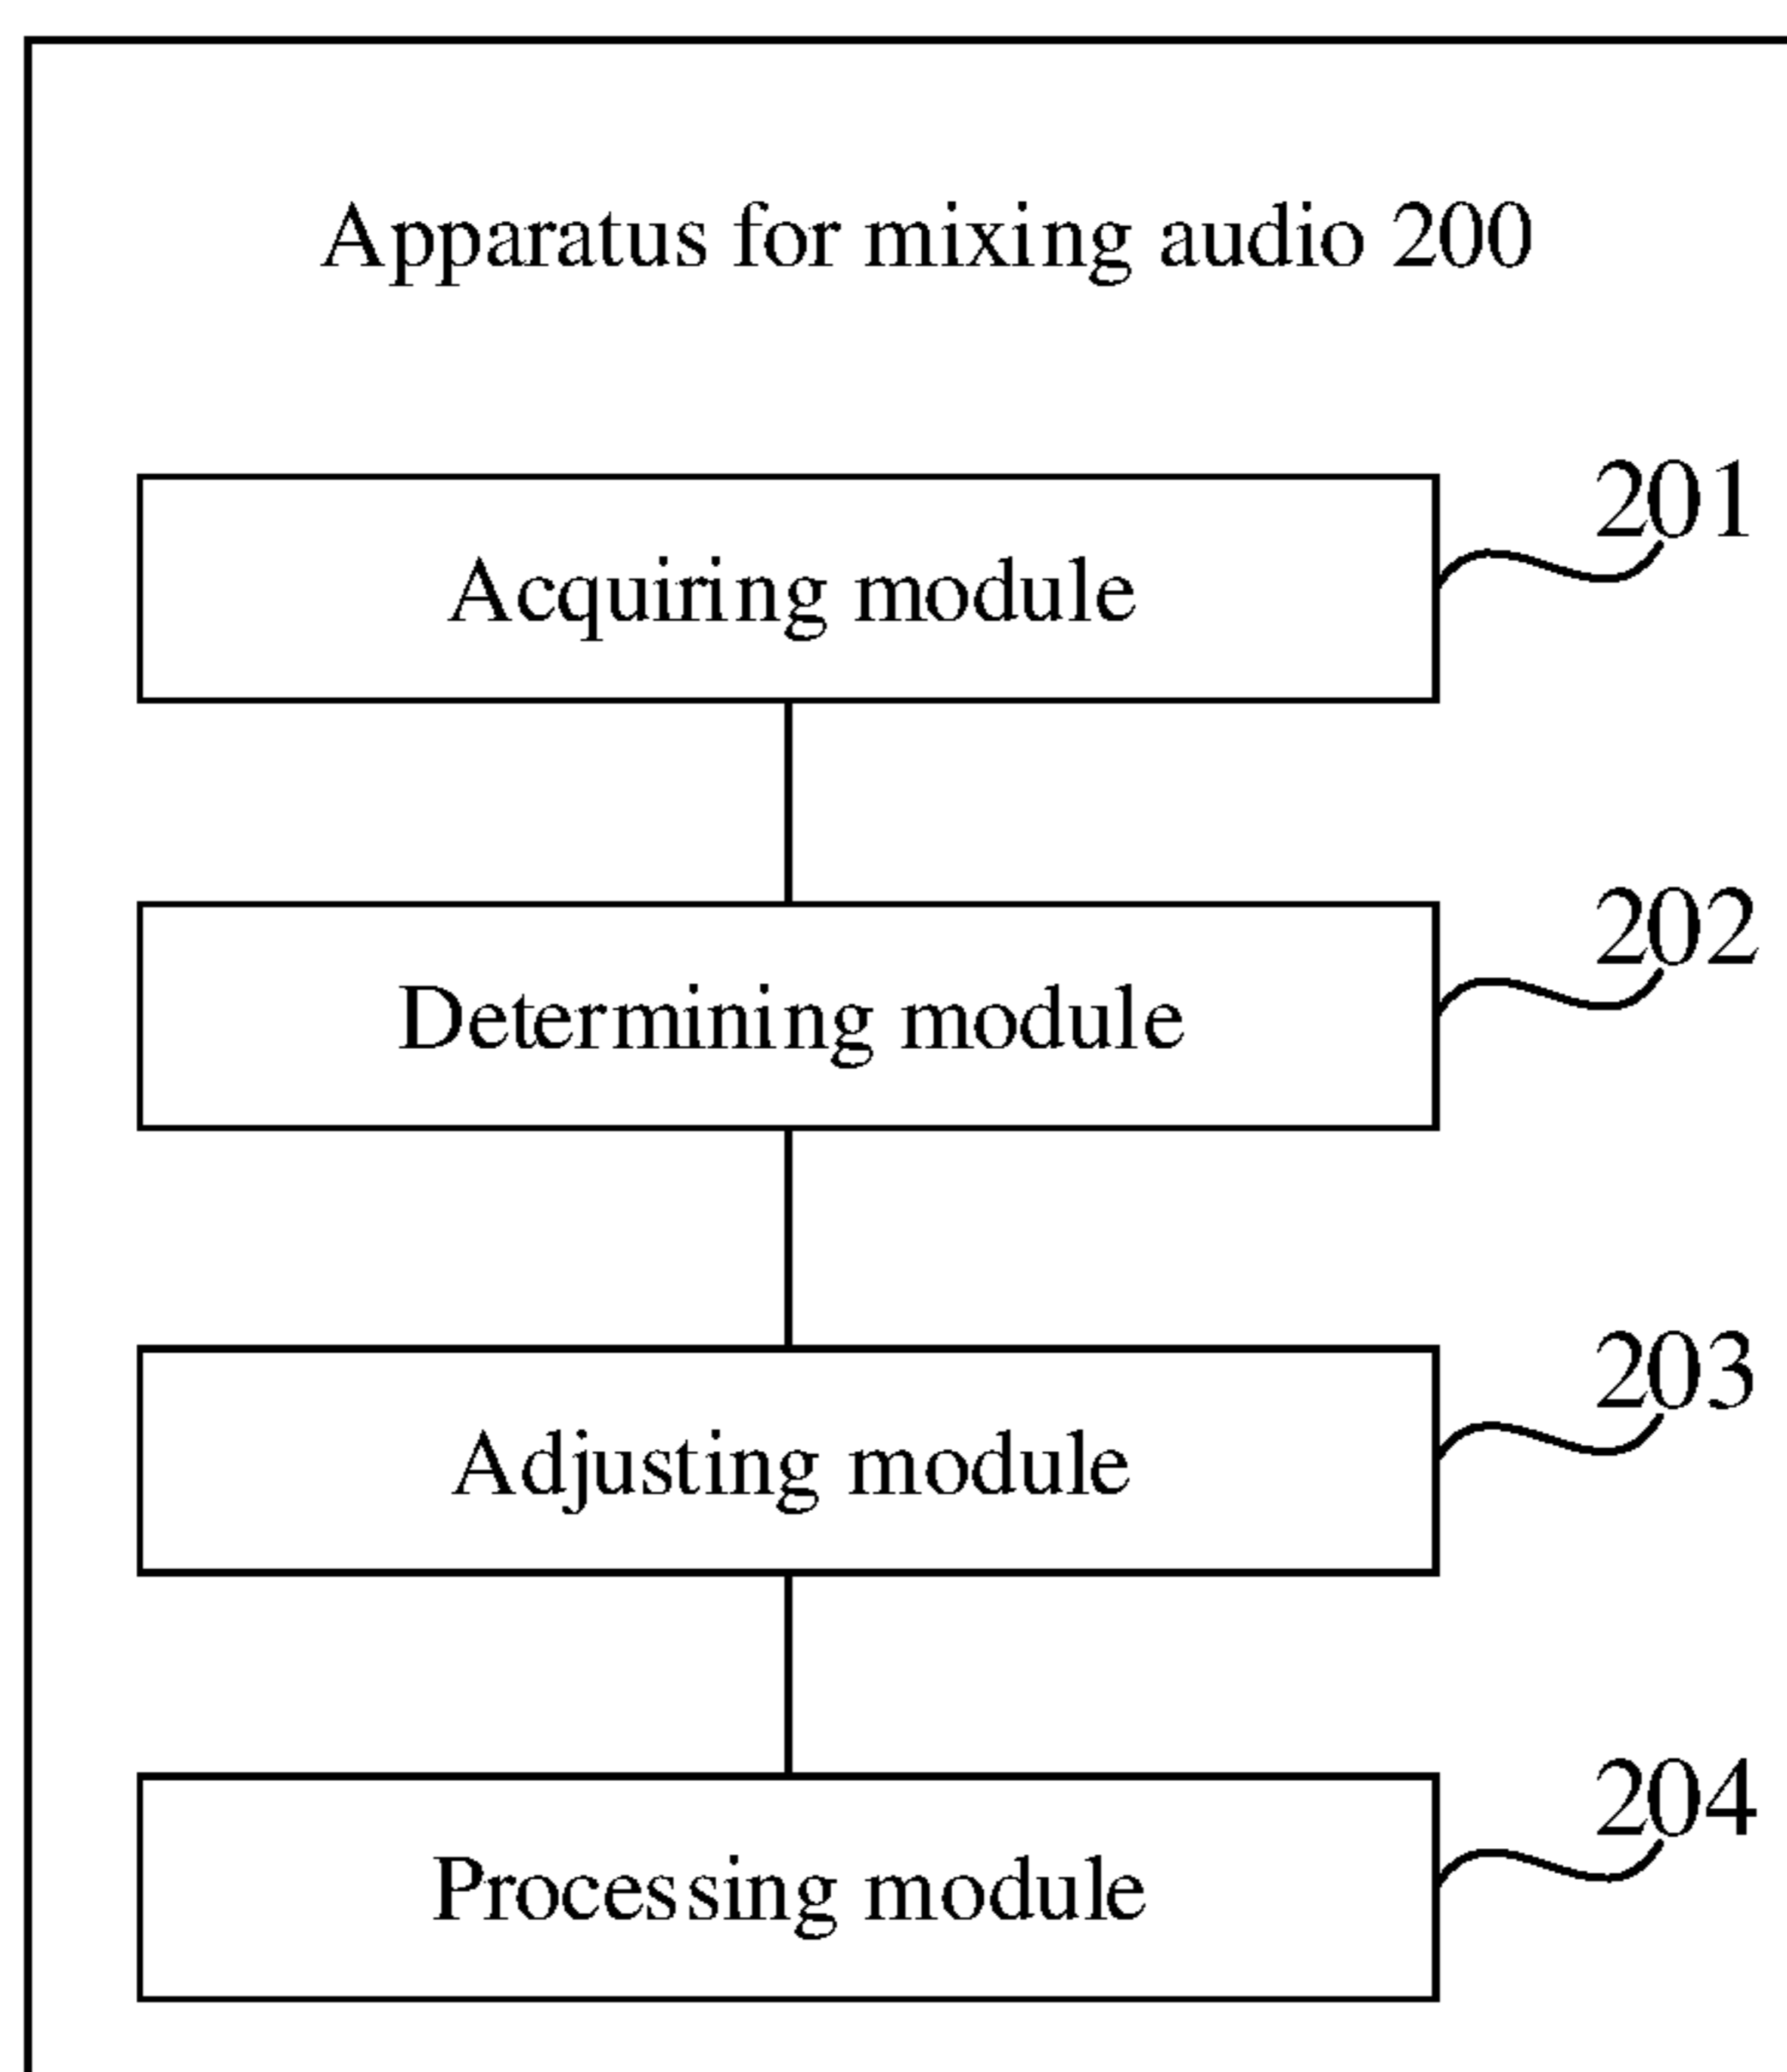 Apparatus for mixing audio 200
201
Acquiring module
202
Determining module
203
Adjusting module
204
Processing module